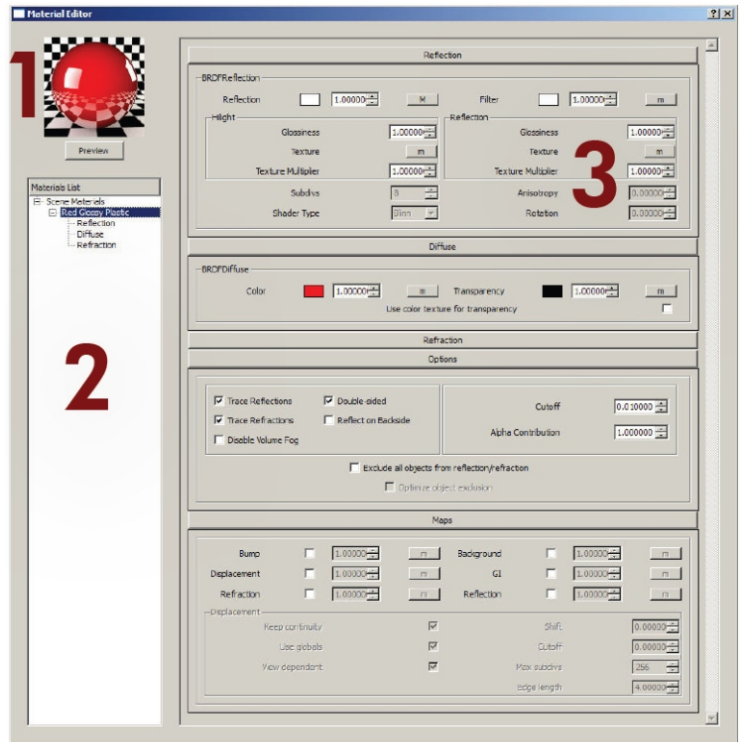 Material Editor
1
Preview
Materials List
Scene Materials
Red Glossy Plastic
Reflection
Diffuse
Refraction
2
Reflection
BRDFReflection
Reflection 1.00000 M Filter 1.00000 m
Hilight Reflection
Glossiness 1.00000 Glossiness 1.00000
Texture m Texture m
Texture Multiplier 1.00000 Texture Multiplier 1.00000
3
Subdivs 8 Anisotropy 0.00000
Shader Type Blinn Rotation 0.00000
Diffuse
BRDFDiffuse
Color 1.00000 m Transparency 1.00000 m
Use color texture for transparency
Refraction
Options
Trace Reflections Double-sided Cutoff 0.010000
Trace Refractions Reflect on Backside Alpha Contribution 1.000000
Disable Volume Fog
Exclude all objects from reflection/refraction
Optimize object exclusion
Maps
Bump 1.00000 m Background 1.00000 m
Displacement 1.00000 m GI 1.00000 m
Refraction 1.00000 m Reflection 1.00000 m
Displacement
Keep continuity Shift 0.00000
Use globals Cutoff 0.00000
View dependent Max subdivs 256
Edge length 4.00000